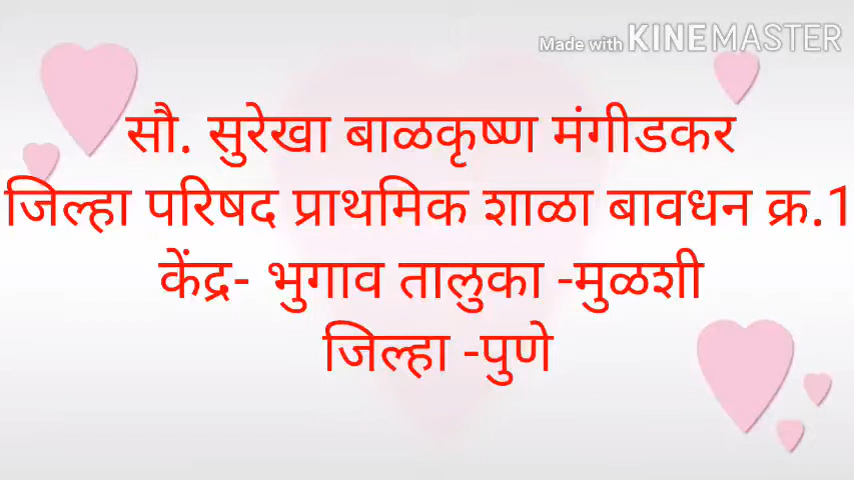 Made with KINEMASTER
सौ. सुरेखा बाळकृष्ण मंगीडकर
जिल्हा परिषद प्राथमिक शाळा बावधन क्र.1
केंद्र- भुगाव तालुका -मुळशी
जिल्हा -पुणे